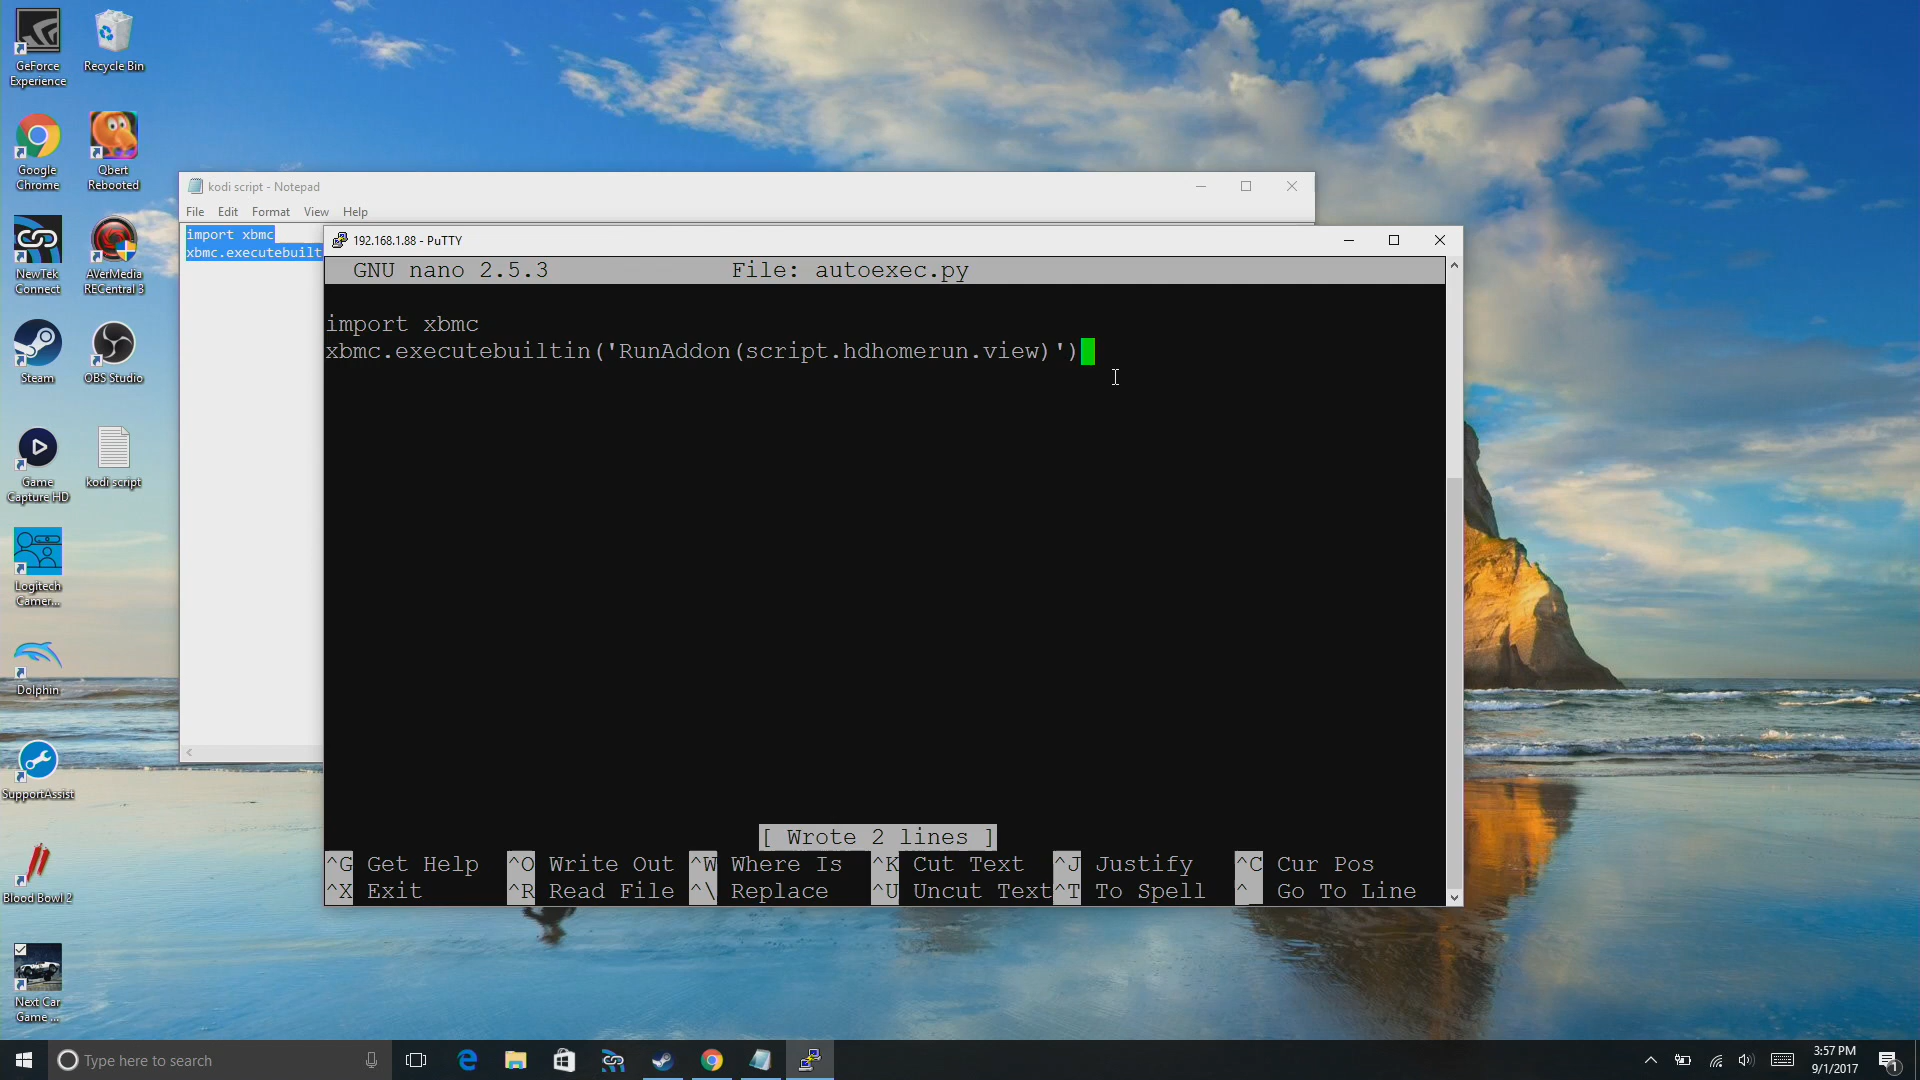 GeForce Experience
Recycle Bin
Google Chrome
Qbert Rebooted
NewTek Connect
AVerMedia RECentral 3
Steam
OBS Studio
Game Capture HD
kodi script
Logitech Camer...
Dolphin
SupportAssist
Blood Bowl 2
Next Car Game ...
kodi script - Notepad
File Edit Format View Help
import xbmc
xbmc.executebuilt
192.168.1.88 - PuTTY
GNU nano 2.5.3 File: autoexec.py
import xbmc
xbmc.executebuiltin('RunAddon(script.hdhomerun.view)')
[ Wrote 2 lines ]
^G Get Help ^O Write Out ^W Where Is ^K Cut Text ^J Justify ^C Cur Pos
^X Exit ^R Read File ^\ Replace ^U Uncut Text ^T To Spell ^_ Go To Line
Type here to search
3:57 PM
9/1/2017
1